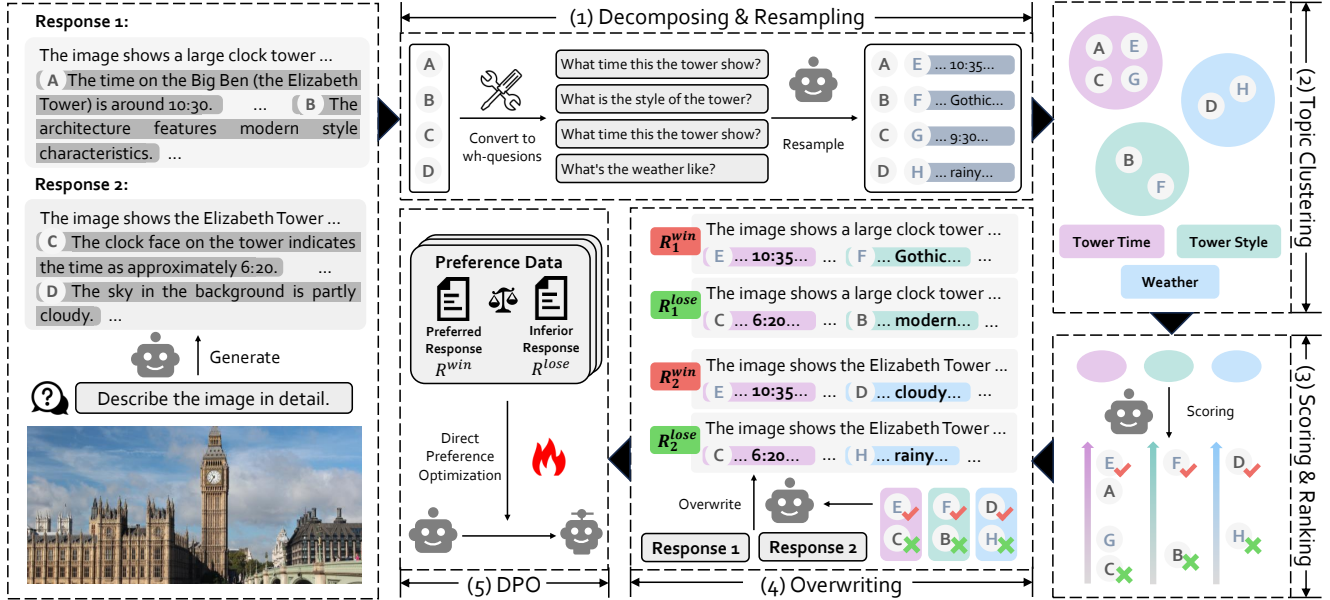 Response 1:
The image shows a large clock tower ...
A The time on the Big Ben (the Elizabeth
Tower) is around 10:30. ... B The
architecture features modern style
characteristics. ...
Response 2:
The image shows the Elizabeth Tower ...
C The clock face on the tower indicates
the time as approximately 6:20. ...
D The sky in the background is partly
cloudy. ...
Generate
Describe the image in detail.
(1) Decomposing & Resampling
A
B
C
D
Convert to
wh-quesions
What time this the tower show?
What is the style of the tower?
What time this the tower show?
What's the weather like?
Resample
A E ... 10:35...
B F ... Gothic...
C G ... 9:30...
D H ... rainy...
(2) Topic Clustering
A E
C G
D H
B
F
Tower Time Tower Style
Weather
(3) Scoring & Ranking
Scoring
E F D
A
G
C B H
(4) Overwriting
R₁^win The image shows a large clock tower ...
E ... 10:35... ... F ... Gothic... ...
R₁^lose The image shows a large clock tower ...
C ... 6:20... ... B ... modern... ...
R₂^win The image shows the Elizabeth Tower ...
E ... 10:35... ... D ... cloudy... ...
R₂^lose The image shows the Elizabeth Tower ...
C ... 6:20... ... H ... rainy... ...
Overwrite
Response 1 Response 2
E F D
C B H
(5) DPO
Preference Data
Preferred
Response
R^win
Inferior
Response
R^lose
Direct
Preference
Optimization